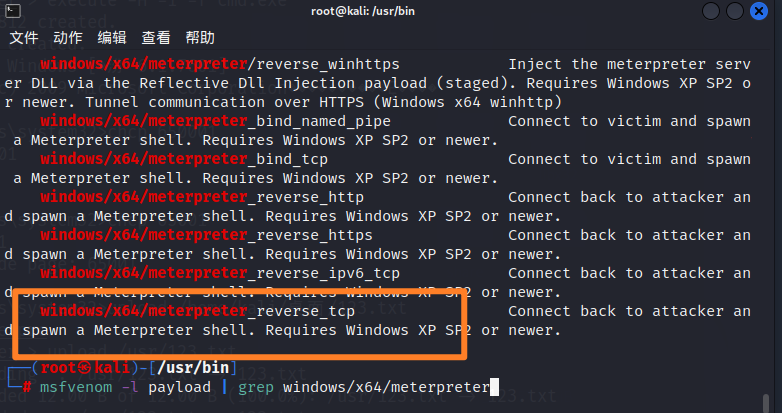 root@kali: /usr/bin
文件 动作 编辑 查看 帮助
windows/x64/meterpreter/reverse_winhttps Inject the meterpreter serv
er DLL via the Reflective Dll Injection payload (staged). Requires Windows XP SP2 o
r newer. Tunnel communication over HTTPS (Windows x64 winhttp)
windows/x64/meterpreter_bind_named_pipe Connect to victim and spawn
a Meterpreter shell. Requires Windows XP SP2 or newer.
windows/x64/meterpreter_bind_tcp Connect to victim and spawn
a Meterpreter shell. Requires Windows XP SP2 or newer.
windows/x64/meterpreter_reverse_http Connect back to attacker an
d spawn a Meterpreter shell. Requires Windows XP SP2 or newer.
windows/x64/meterpreter_reverse_https Connect back to attacker an
d spawn a Meterpreter shell. Requires Windows XP SP2 or newer.
windows/x64/meterpreter_reverse_ipv6_tcp Connect back to attacker an
d spawn a Meterpreter shell. Requires Windows XP SP2 or newer.
windows/x64/meterpreter_reverse_tcp Connect back to attacker an
d spawn a Meterpreter shell. Requires Windows XP SP2 or newer.
┌──(root㉿kali)-[/usr/bin]
└─# msfvenom -l payload | grep windows/x64/meterpreter